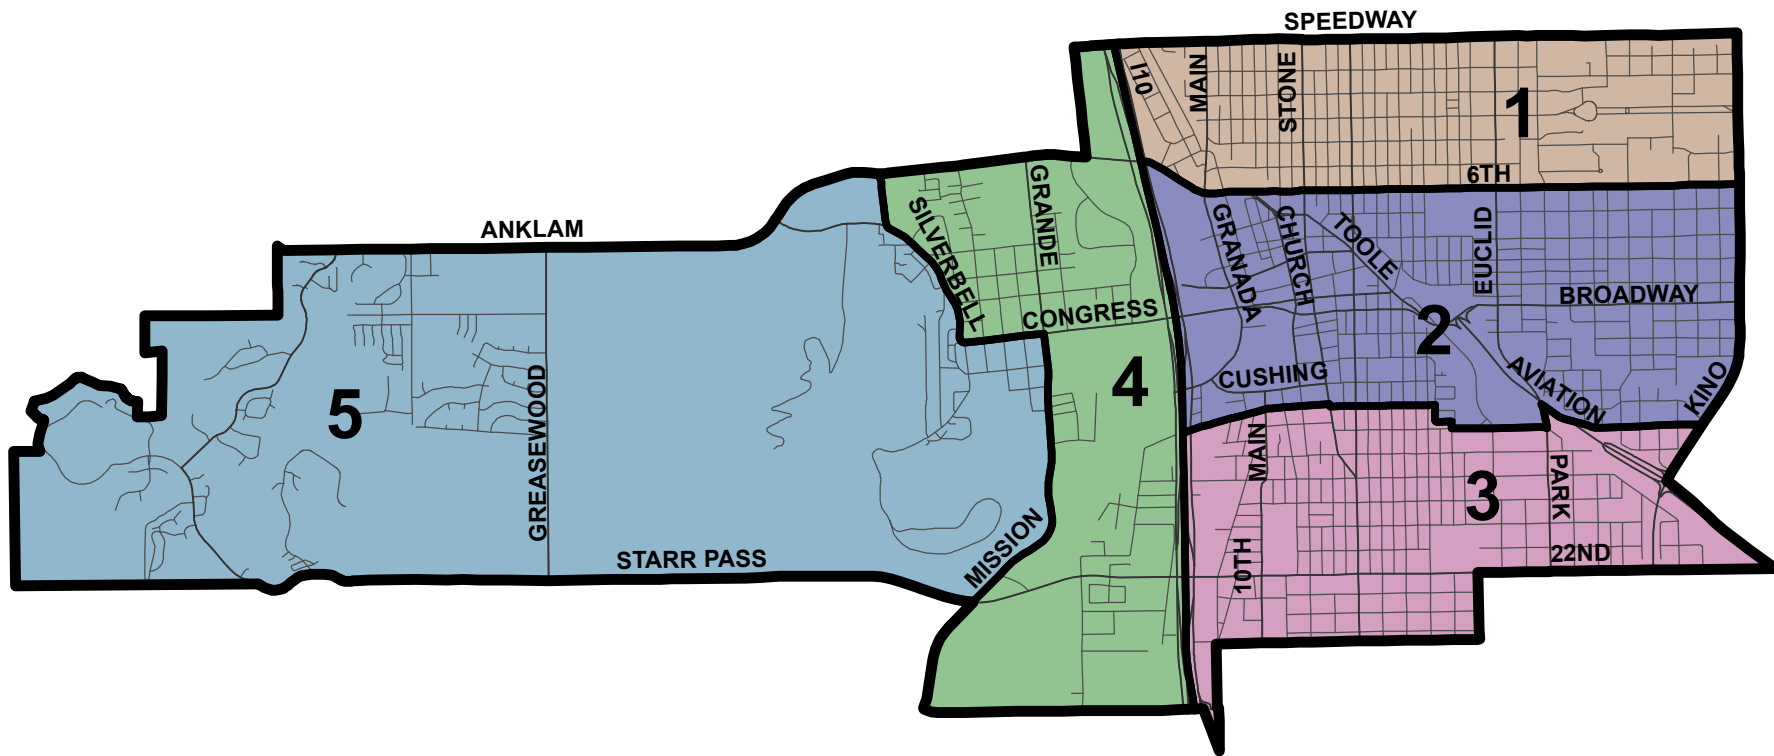 SPEEDWAY
I10
MAIN
STONE
1
6TH
ANKLAM
SILVERBELL
GRANDE
GRANADA
CHURCH
TOOLE
EUCLID
BROADWAY
CONGRESS
2
4
CUSHING
AVIATION
KINO
5
GREASEWOOD
MAIN
3
PARK
STARR PASS
MISSION
10TH
22ND